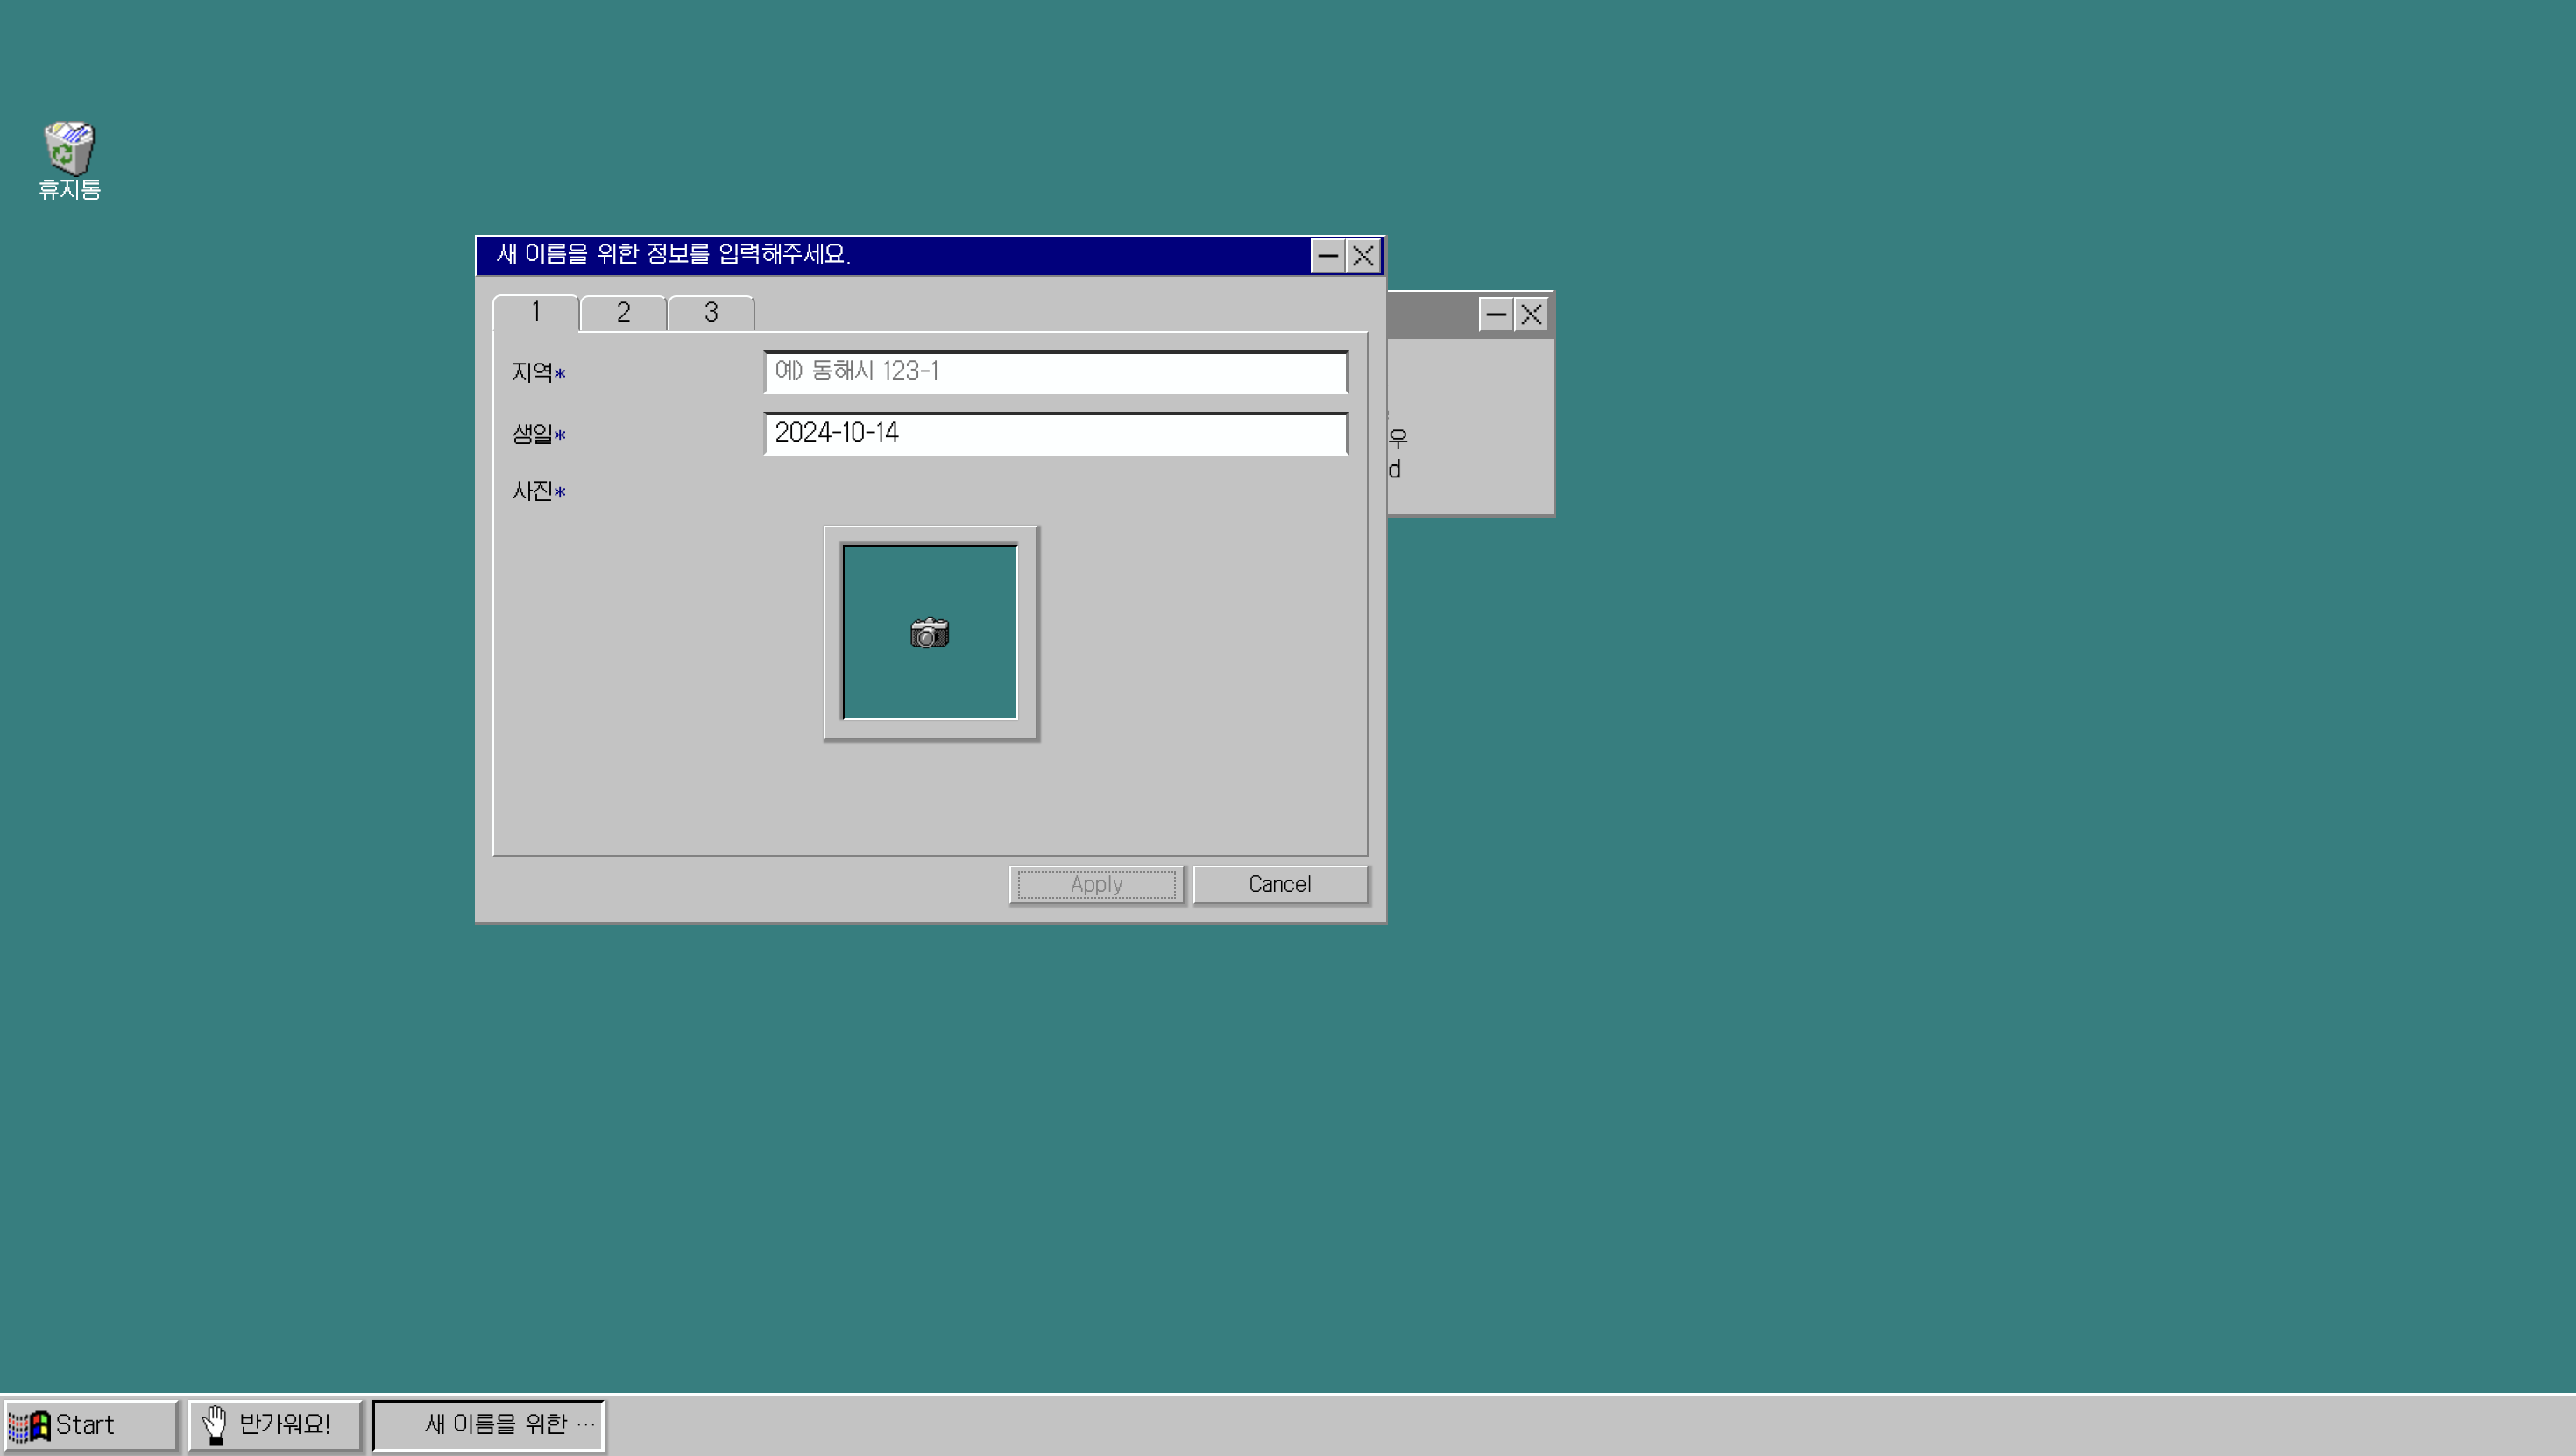 휴지통
새 이름을 위한 정보를 입력해주세요.
1 2 3
지역*
예) 동해시 123-1
생일*
2024-10-14
사진*
우
d
Apply
Cancel
Start
반가워요!
새 이름을 위한 ...